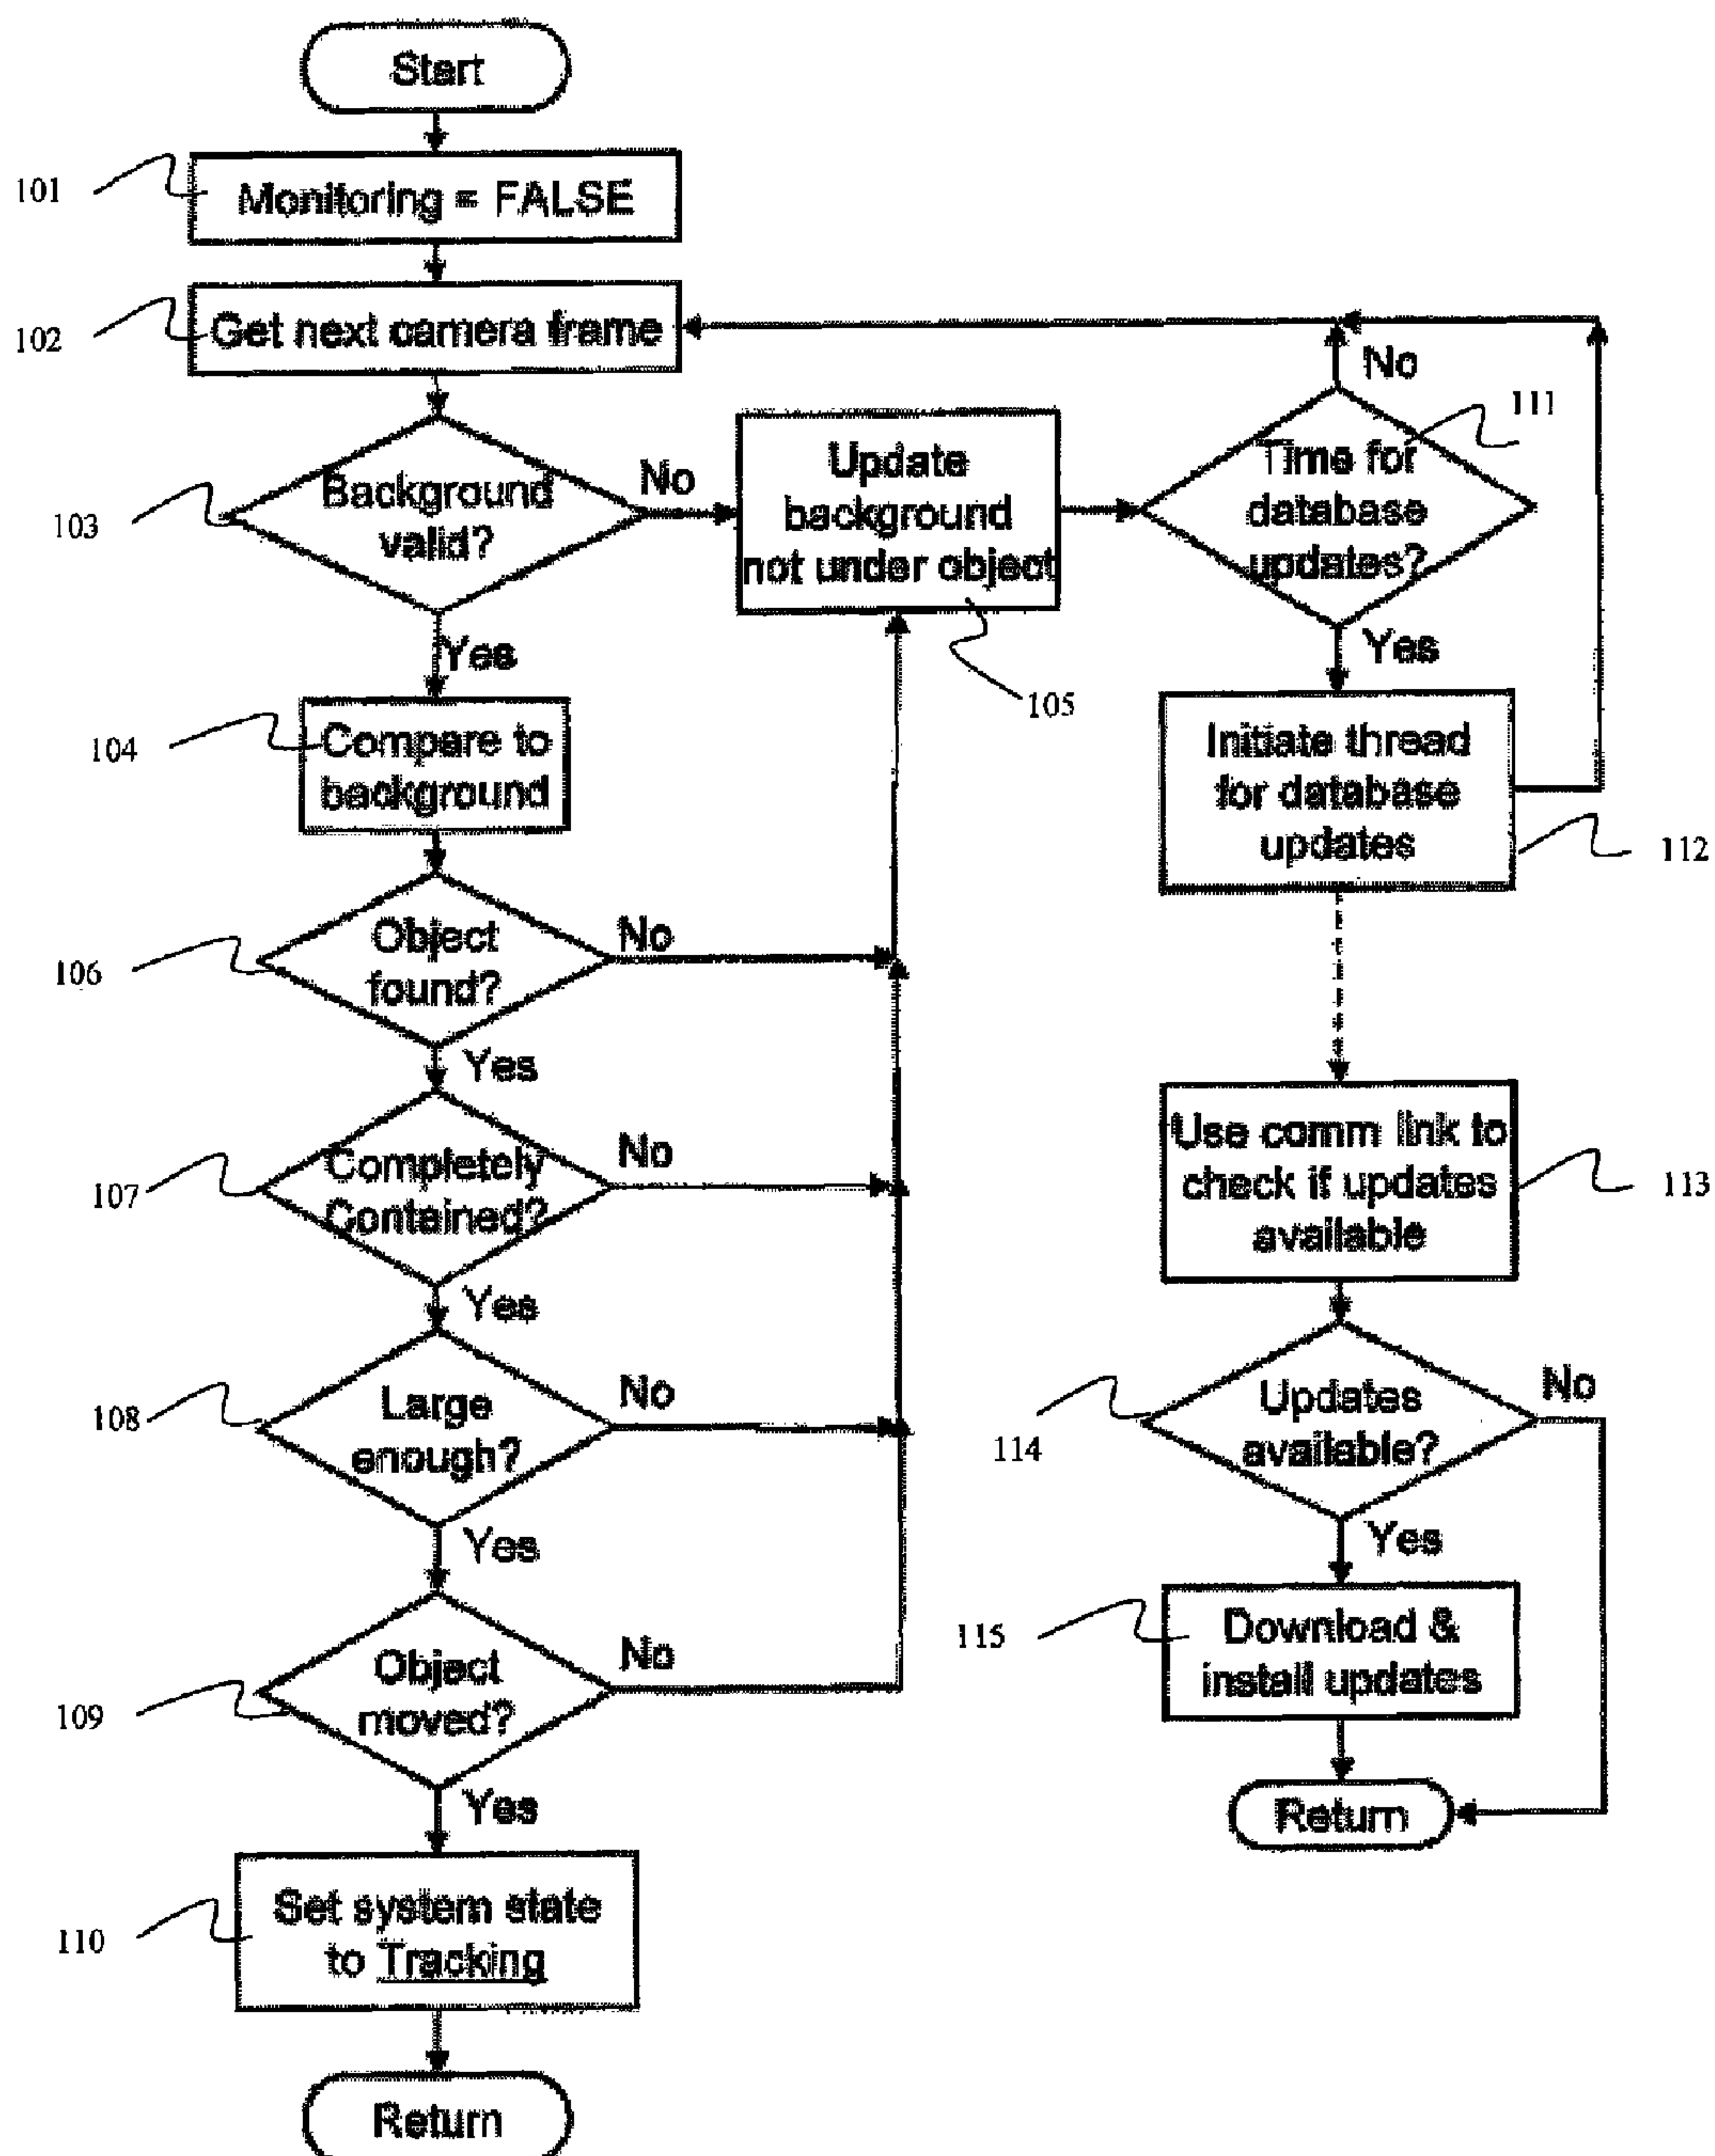 Start
101
Monitoring = FALSE
102
Get next camera frame
103
Background
valid?
No
Yes
Update
background
not under object
105
111
Time for
database
updates?
No
Yes
104
Compare to
background
Initiate thread
for database
updates
112
106
Object
found?
No
Yes
107
Completely
Contained?
No
Yes
Use comm link to
check if updates
available
113
108
Large
enough?
No
Yes
114
Updates
available?
No
Yes
109
Object
moved?
No
Yes
115
Download &
install updates
Return
110
Set system state
to Tracking
Return